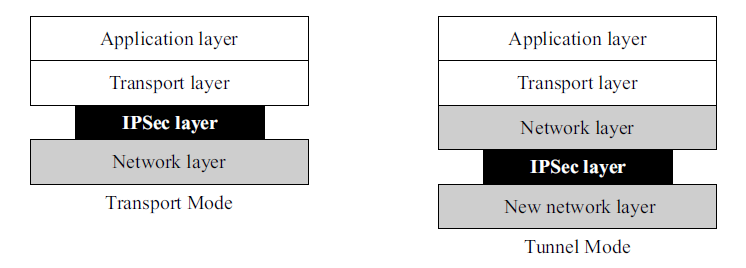 Application layer
Transport layer
IPSec layer
Network layer
Transport Mode
Application layer
Transport layer
Network layer
IPSec layer
New network layer
Tunnel Mode